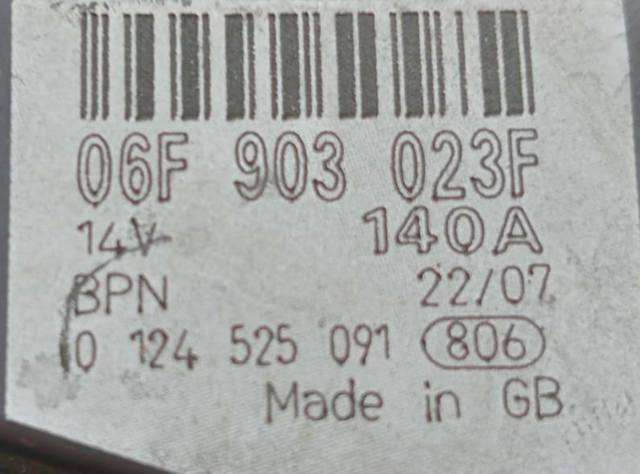 06F 903 023F
14V 140A
BPN 22/07
0 124 525 091 806
Made in GB